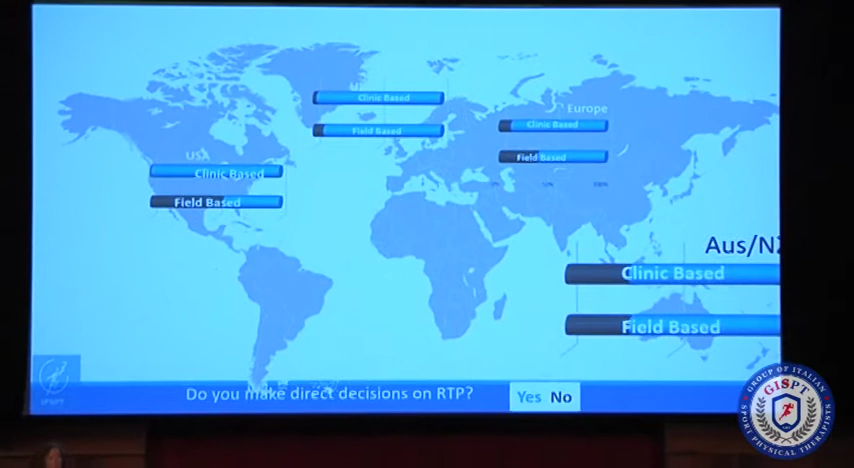 Clinic Based
Field Based
Europe
Clinic Based
Field Based
USA
Clinic Based
Field Based
Aus/NZ
Clinic Based
Field Based
Do you make direct decisions on RTP?
Yes No
GROUP OF ITALIAN
GISPT
SPORT PHYSICAL THERAPISTS